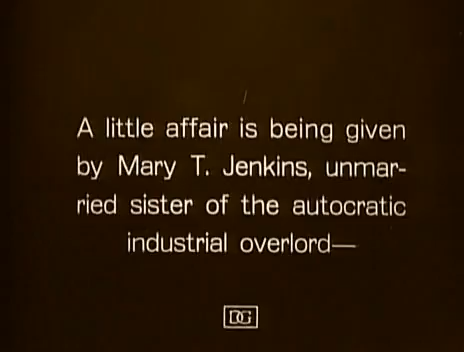 A little affair is being given
by Mary T. Jenkins, unmar-
ried sister of the autocratic
industrial overlord—
DG